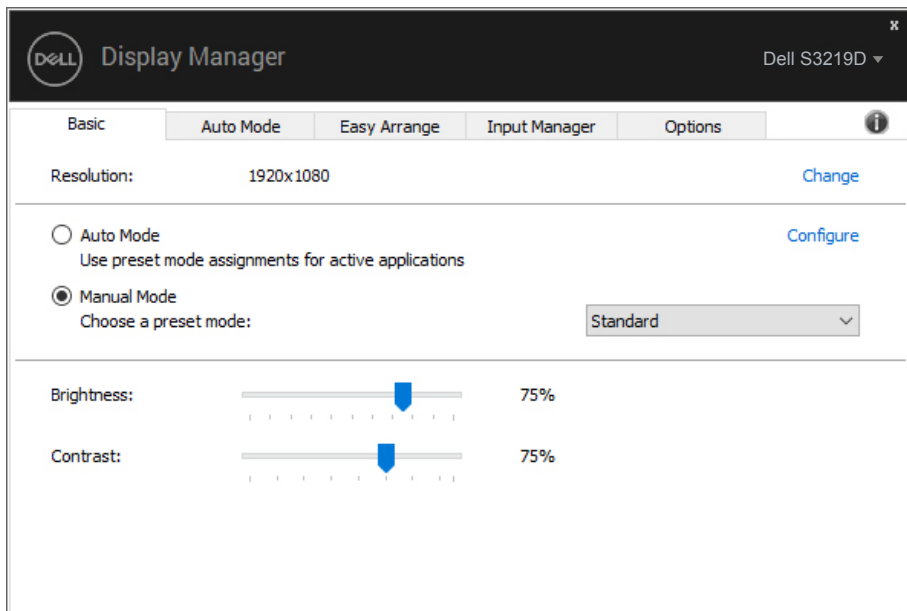 x
DELL Display Manager Dell S3219D
Basic Auto Mode Easy Arrange Input Manager Options i
Resolution: 1920x1080 Change
Auto Mode Configure
Use preset mode assignments for active applications
Manual Mode
Choose a preset mode: Standard
Brightness: 75%
Contrast: 75%